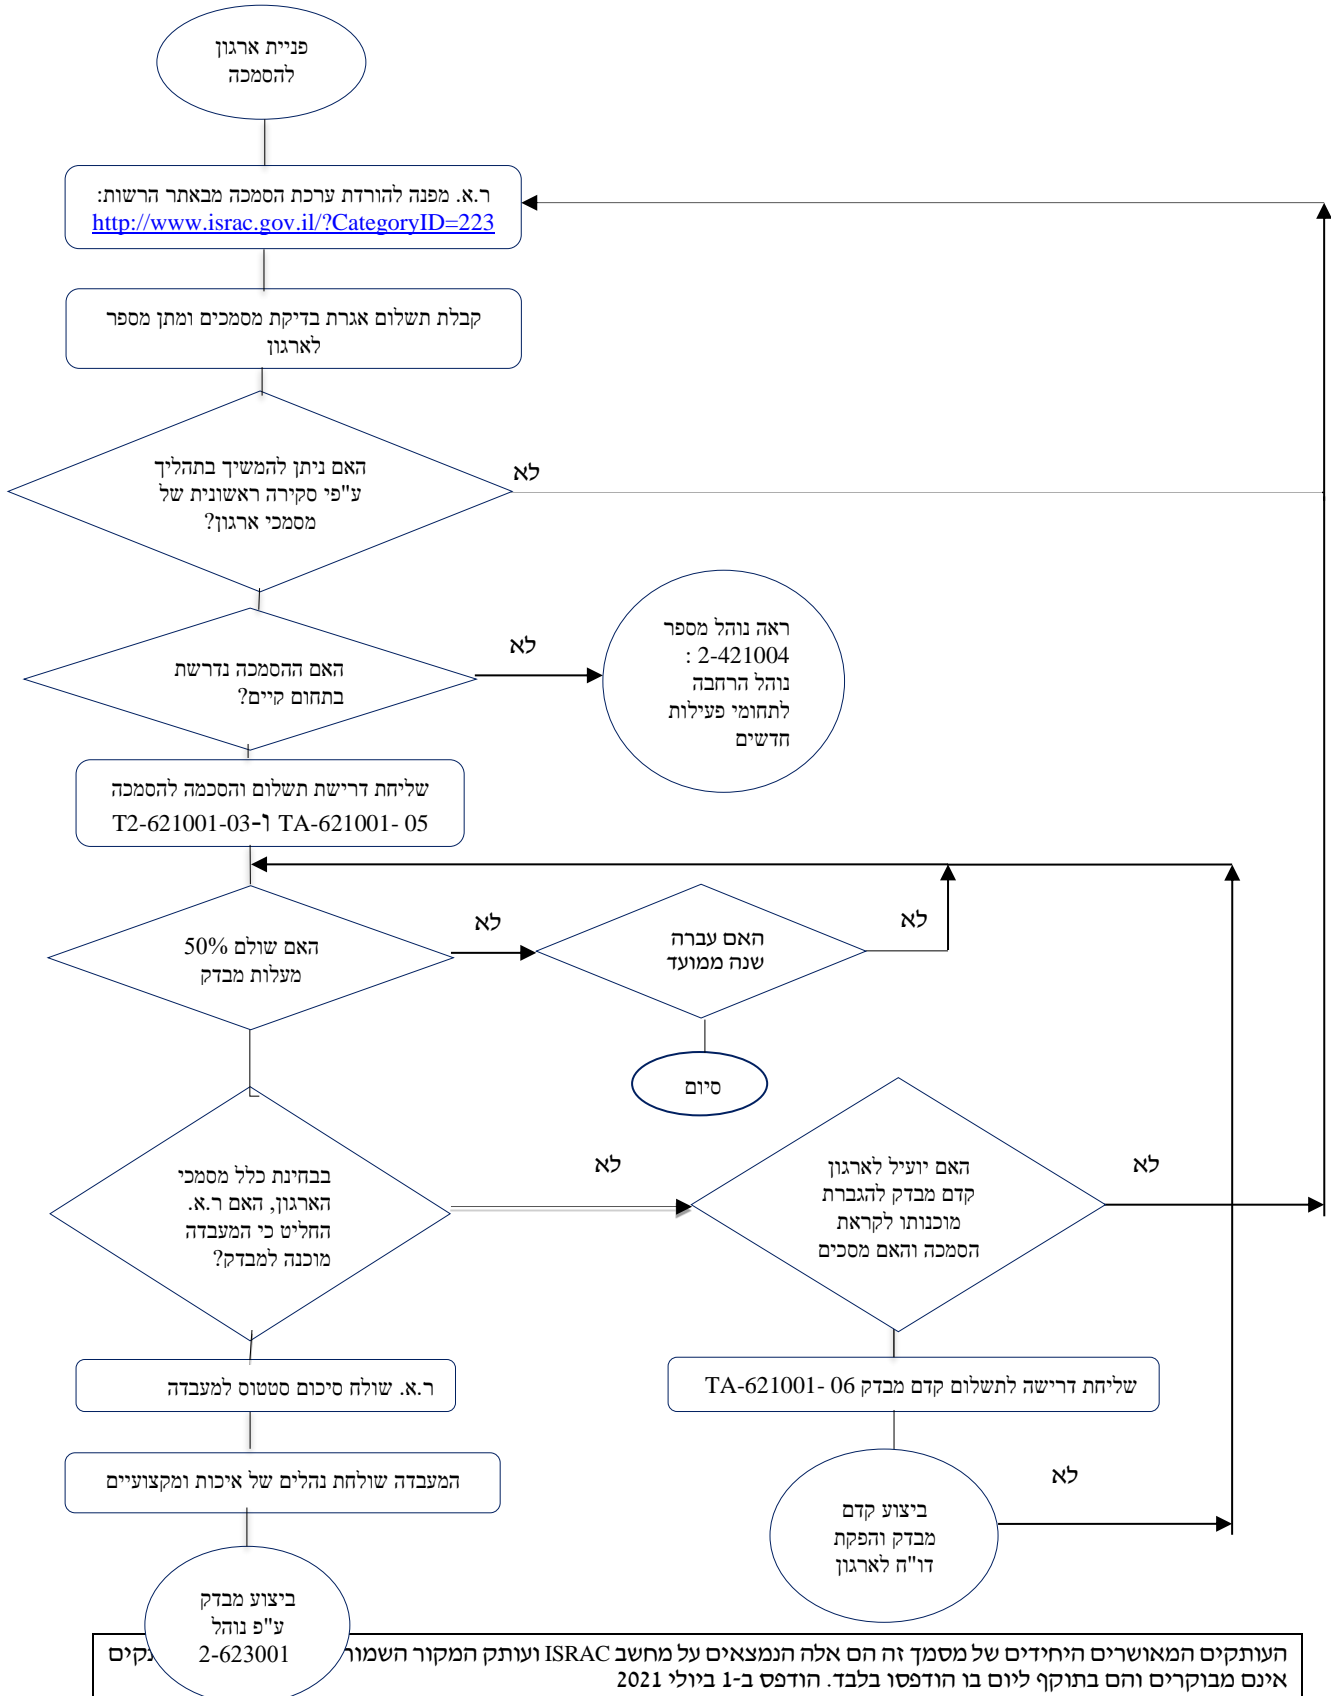 פניית ארגון
להסמכה
ר.א. מפנה להורדת ערכת הסמכה מבאתר הרשות:
http://www.israc.gov.il/?CategoryID=223
קבלת תשלום אגרת בדיקת מסמכים ומתן מספר
לארגון
האם ניתן להמשיך בתהליך
ע"פי סקירה ראשונית של
מסמכי ארגון?
לא
האם ההסמכה נדרשת
בתחום קיים?
לא
ראה נוהל מספר
2-421004 :
נוהל הרחבה
לתחומי פעילות
חדשים
שליחת דרישת תשלום והסכמה להסמכה
TA-621001- 05 ו-T2-621001-03
האם שולם 50%
מעלות מבדק
לא
האם עברה
שנה ממועד
לא
סיום
בבחינת כלל מסמכי
הארגון, האם ר.א.
החליט כי המעבדה
מוכנה למבדק?
לא
האם יועיל לארגון
קדם מבדק להגברת
מוכנותו לקראת
הסמכה והאם מסכים
לא
ר.א. שולח סיכום סטטוס למעבדה
שליחת דרישה לתשלום קדם מבדק TA-621001- 06
המעבדה שולחת נהלים של איכות ומקצועיים
ביצוע קדם
מבדק והפקת
דו"ח לארגון
לא
ביצוע מבדק
ע"פ נוהל
2-623001
העותקים המאושרים היחידים של מסמך זה הם אלה הנמצאים על מחשב ISRAC ועותק המקור השמור
אינם מבוקרים והם בתוקף ליום בו הודפסו בלבד. הודפס ב-1 ביולי 2021